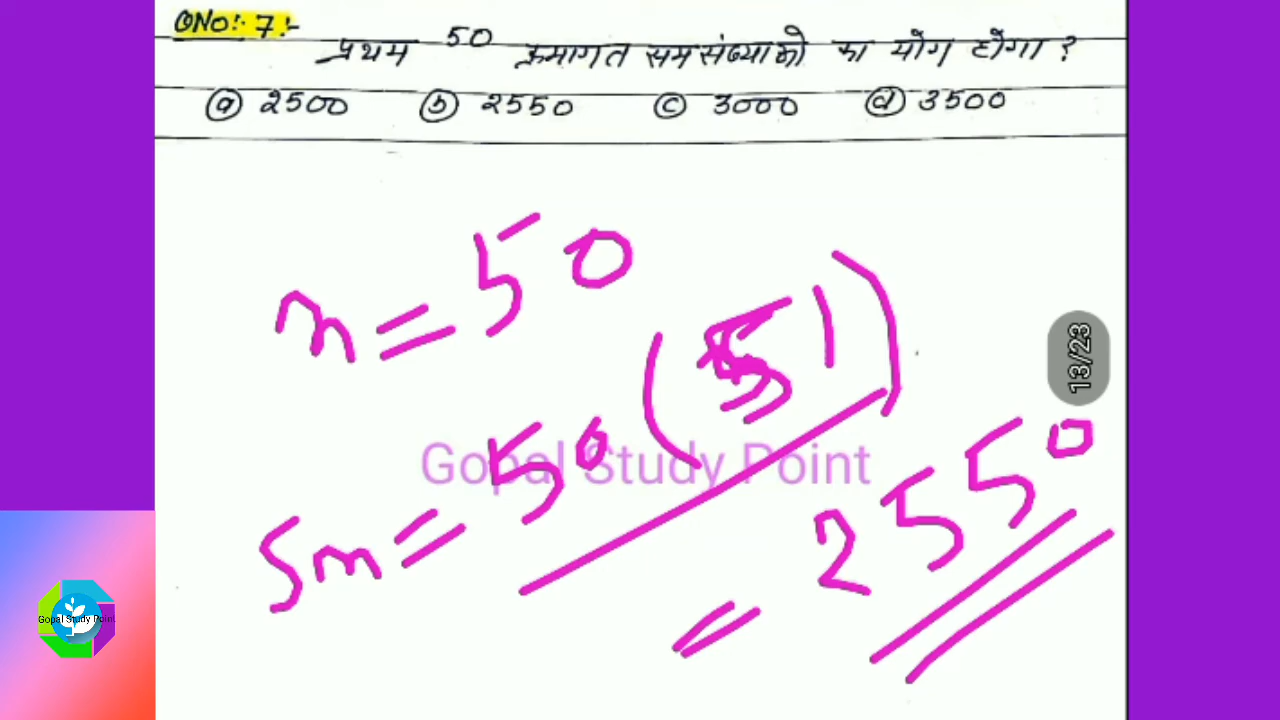 QNo:- 7:-
प्रथम 50 क्रमागत सम संख्याओ का योग होगा ?
(a) 2500 (b) 2550 (c) 3000 (d) 3500
n = 50
Sn = 50 (51)
= 2550
Gopal Study Point
13/23
Gopal Study Point